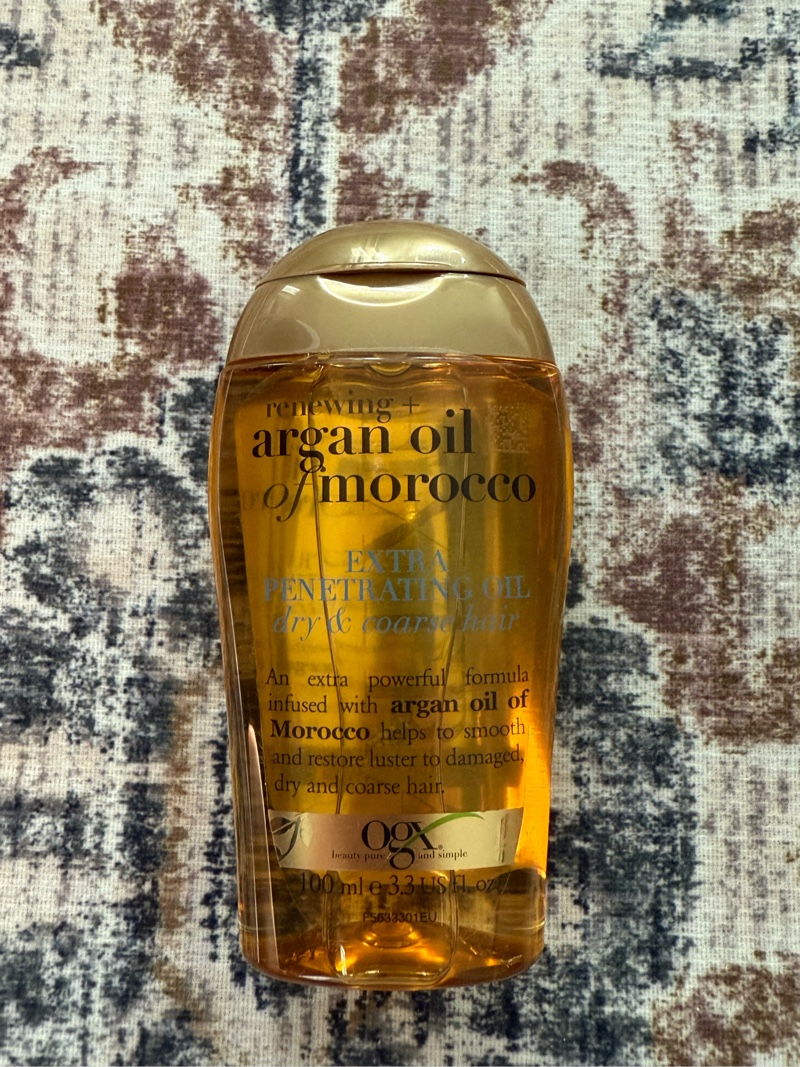 renewing +
argan oil
of morocco
EXTRA
PENETRATING OIL
dry & coarse hair
An extra powerful formula
infused with argan oil of
Morocco helps to smooth
and restore luster to damaged,
dry and coarse hair.
ogx®
beauty pure and simple
100 ml e 3.3 US fl. oz
F5633301EU